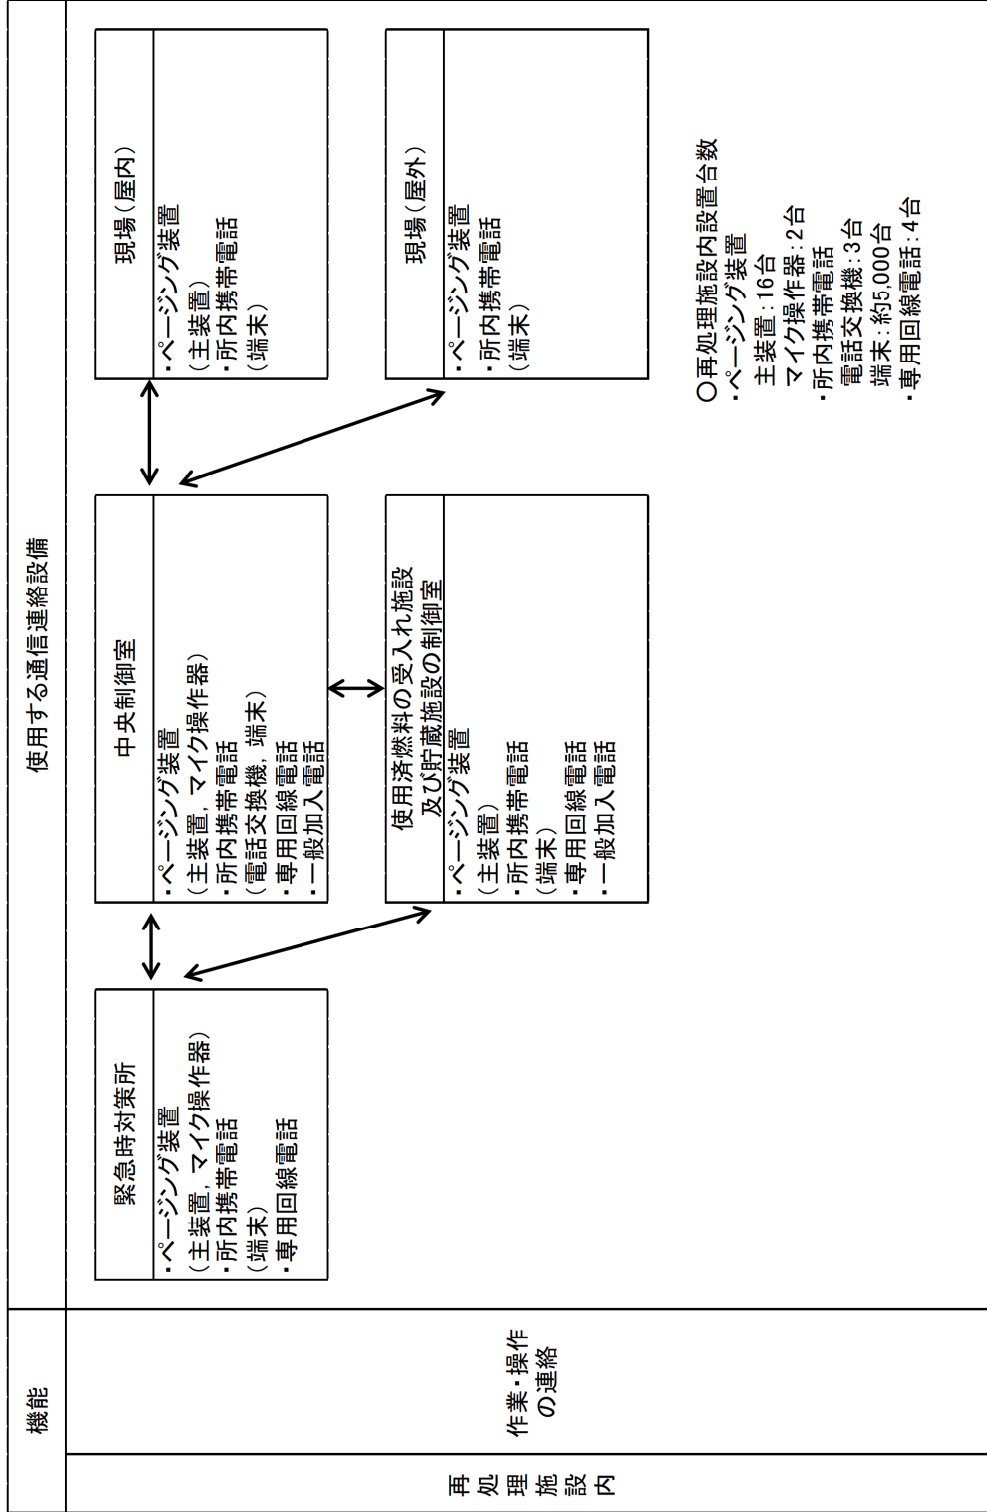 機能
使用する通信連絡設備
再処理施設内
作業・操作
の連絡
緊急時対策所
・ページング装置
(主装置, マイク操作器)
・所内携帯電話
(端末)
・専用回線電話
中央制御室
・ページング装置
(主装置, マイク操作器)
・所内携帯電話
(電話交換機, 端末)
・専用回線電話
・一般加入電話
現場(屋内)
・ページング装置
(主装置)
・所内携帯電話
(端末)
使用済燃料の受入れ施設
及び貯蔵施設の制御室
・ページング装置
(主装置)
・所内携帯電話
(端末)
・専用回線電話
・一般加入電話
現場(屋外)
・ページング装置
・所内携帯電話
(端末)
○再処理施設内設置台数
・ページング装置
主装置:16台
マイク操作器:2台
・所内携帯電話
電話交換機:3台
端末:約5,000台
・専用回線電話:4台